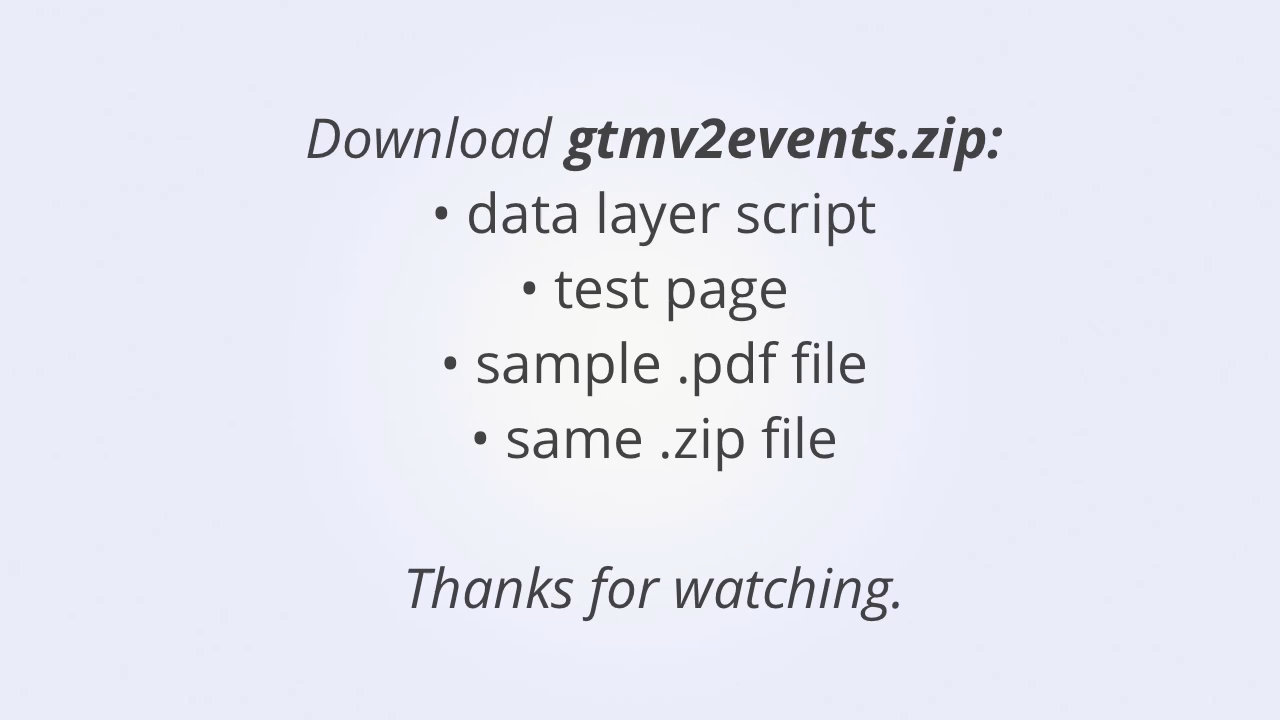 Download gtmv2events.zip:
• data layer script
• test page
• sample .pdf file
• same .zip file
Thanks for watching.